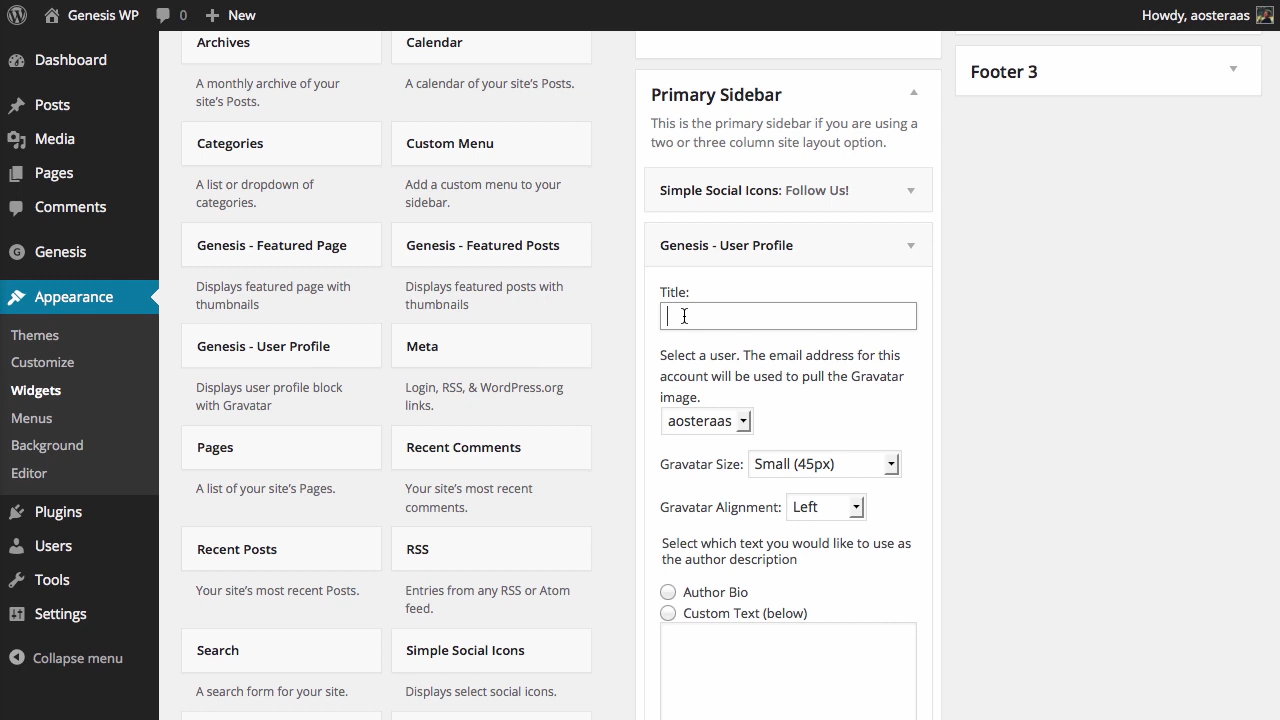 Genesis WP
0
New
Howdy, aosteraas
Dashboard
Posts
Media
Pages
Comments
Genesis
Appearance
Themes
Customize
Widgets
Menus
Background
Editor
Plugins
Users
Tools
Settings
Collapse menu
Archives
A monthly archive of your
site's Posts.
Calendar
A calendar of your site's Posts.
Categories
A list or dropdown of
categories.
Custom Menu
Add a custom menu to your
sidebar.
Genesis - Featured Page
Displays featured page with
thumbnails
Genesis - Featured Posts
Displays featured posts with
thumbnails
Genesis - User Profile
Displays user profile block
with Gravatar
Meta
Login, RSS, & WordPress.org
links.
Pages
A list of your site's Pages.
Recent Comments
Your site's most recent
comments.
Recent Posts
Your site's most recent Posts.
RSS
Entries from any RSS or Atom
feed.
Search
A search form for your site.
Simple Social Icons
Displays select social icons.
Primary Sidebar
This is the primary sidebar if you are using a
two or three column site layout option.
Simple Social Icons: Follow Us!
Genesis - User Profile
Title:
Select a user. The email address for this
account will be used to pull the Gravatar
image.
aosteraas
Gravatar Size: Small (45px)
Gravatar Alignment: Left
Select which text you would like to use as
the author description
Author Bio
Custom Text (below)
Footer 3